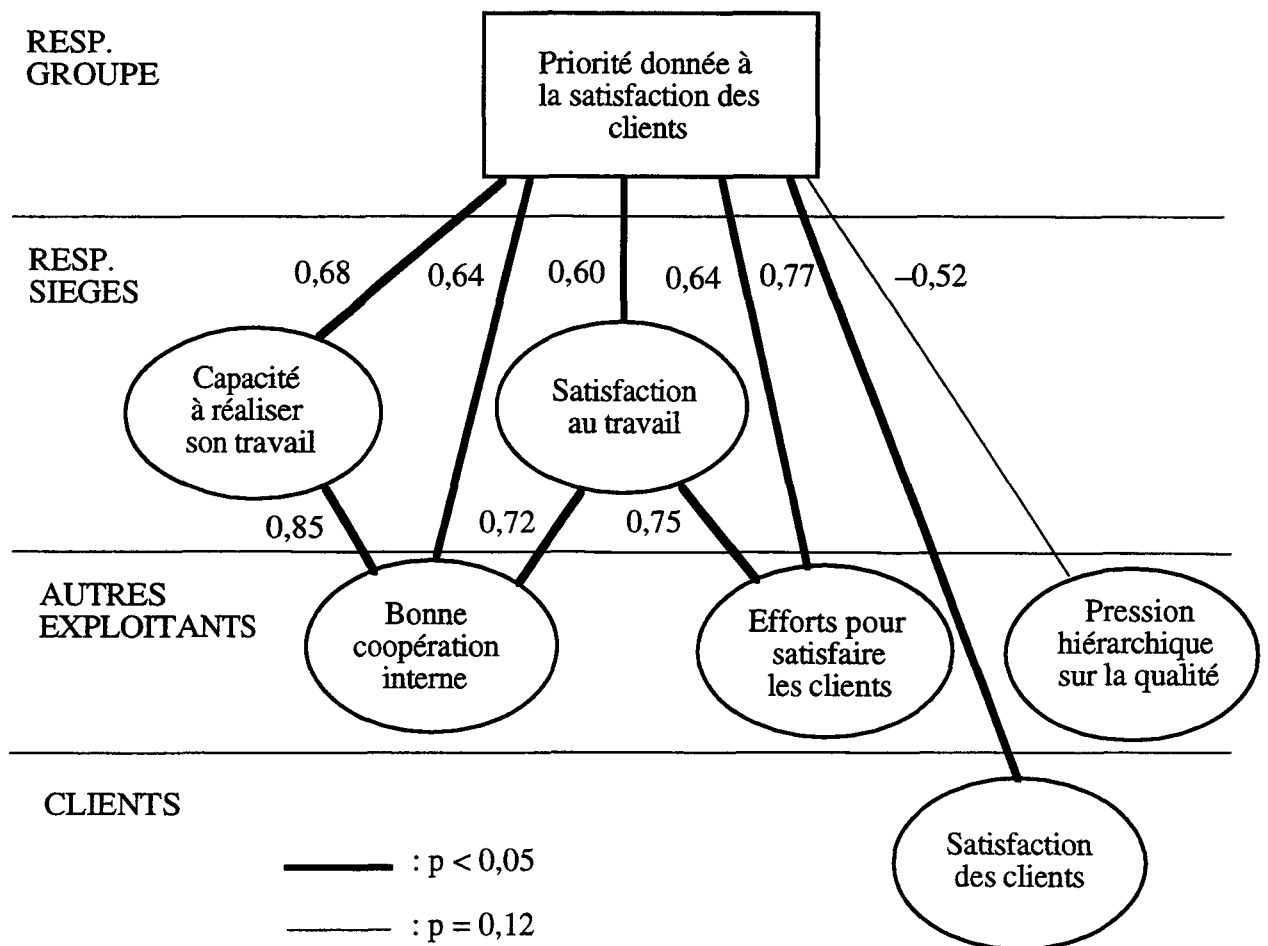 RESP.
GROUPE
Priorité donnée à
la satisfaction des
clients
RESP.
SIEGES
0,68
0,64
0,60
0,64
0,77
–0,52
Capacité
à réaliser
son travail
Satisfaction
au travail
0,85
0,72
0,75
AUTRES
EXPLOITANTS
Bonne
coopération
interne
Efforts pour
satisfaire
les clients
Pression
hiérarchique
sur la qualité
CLIENTS
Satisfaction
des clients
: p < 0,05
: p = 0,12